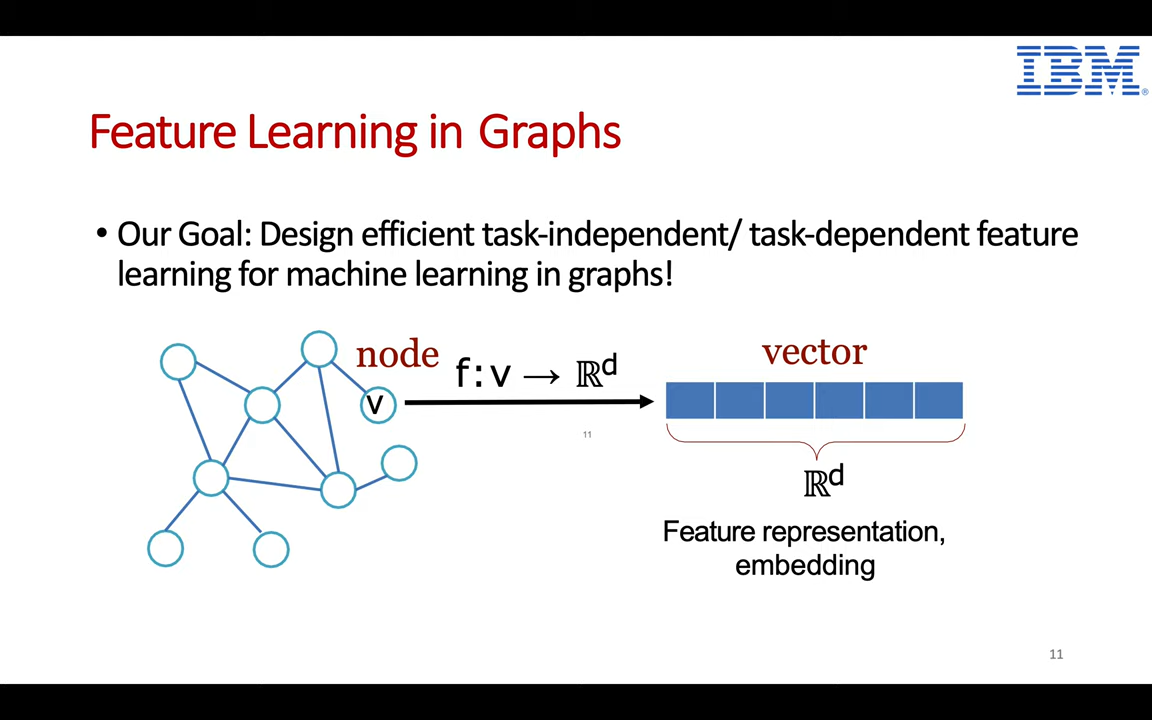 IBM®
Feature Learning in Graphs
• Our Goal: Design efficient task-independent/ task-dependent feature
learning for machine learning in graphs!
node
f:v → ℝd
vector
v
11
ℝd
Feature representation,
embedding
11